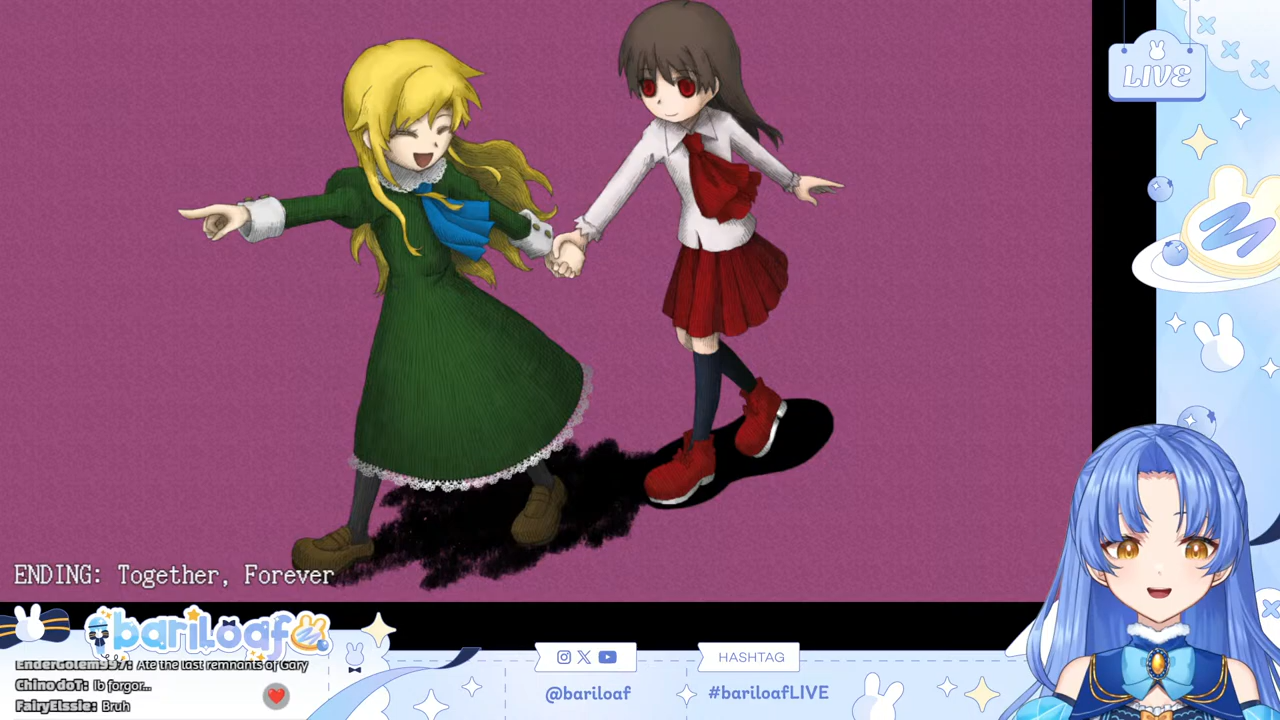 LIVE
ENDING: Together, Forever
bariloaf
EnderGolem997: Ate the last remnants of Gary
ChinodoT: Ib forgor...
FairyElssie: Bruh
HASHTAG
@bariloaf
#bariloafLIVE